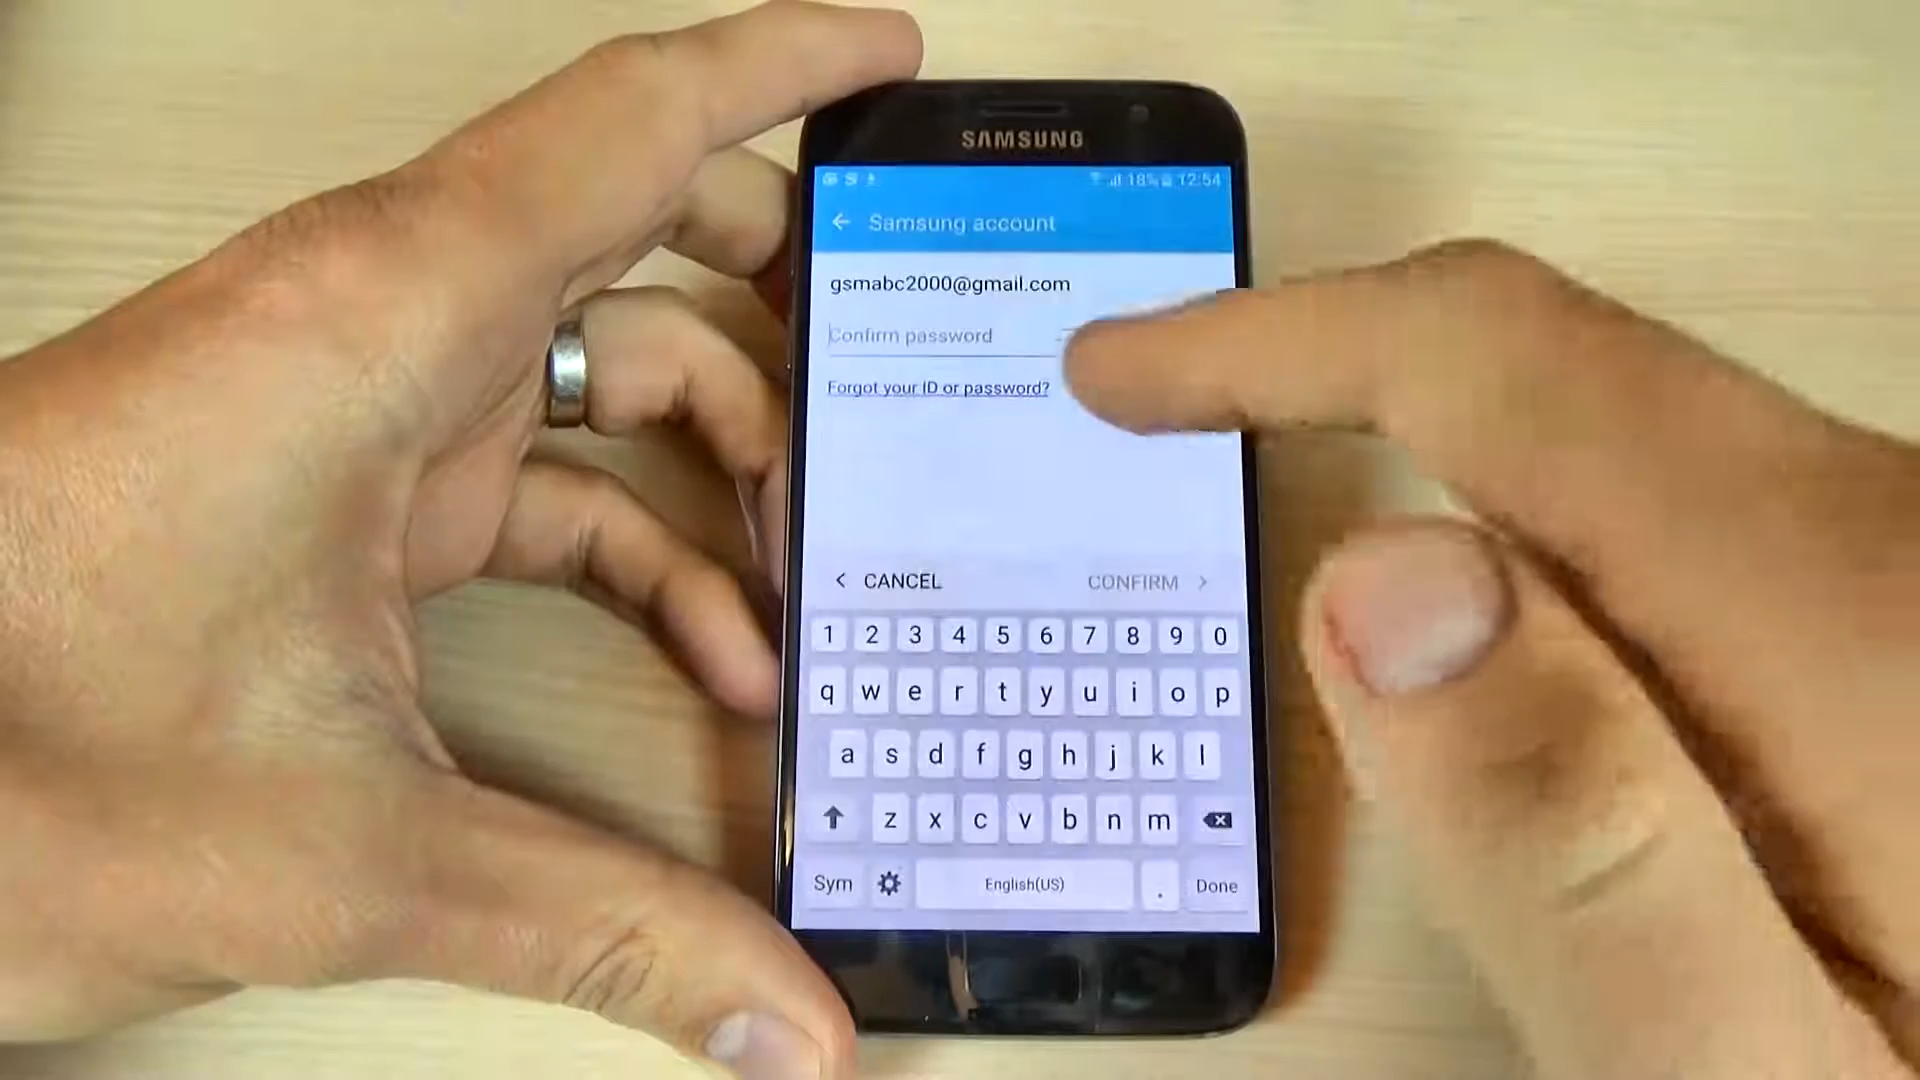 SAMSUNG
18% 12:54
Samsung account
gsmabc2000@gmail.com
Confirm password
Forgot your ID or password?
< CANCEL CONFIRM >
1 2 3 4 5 6 7 8 9 0
q w e r t y u i o p
a s d f g h j k l
z x c v b n m
Sym English(US) . Done